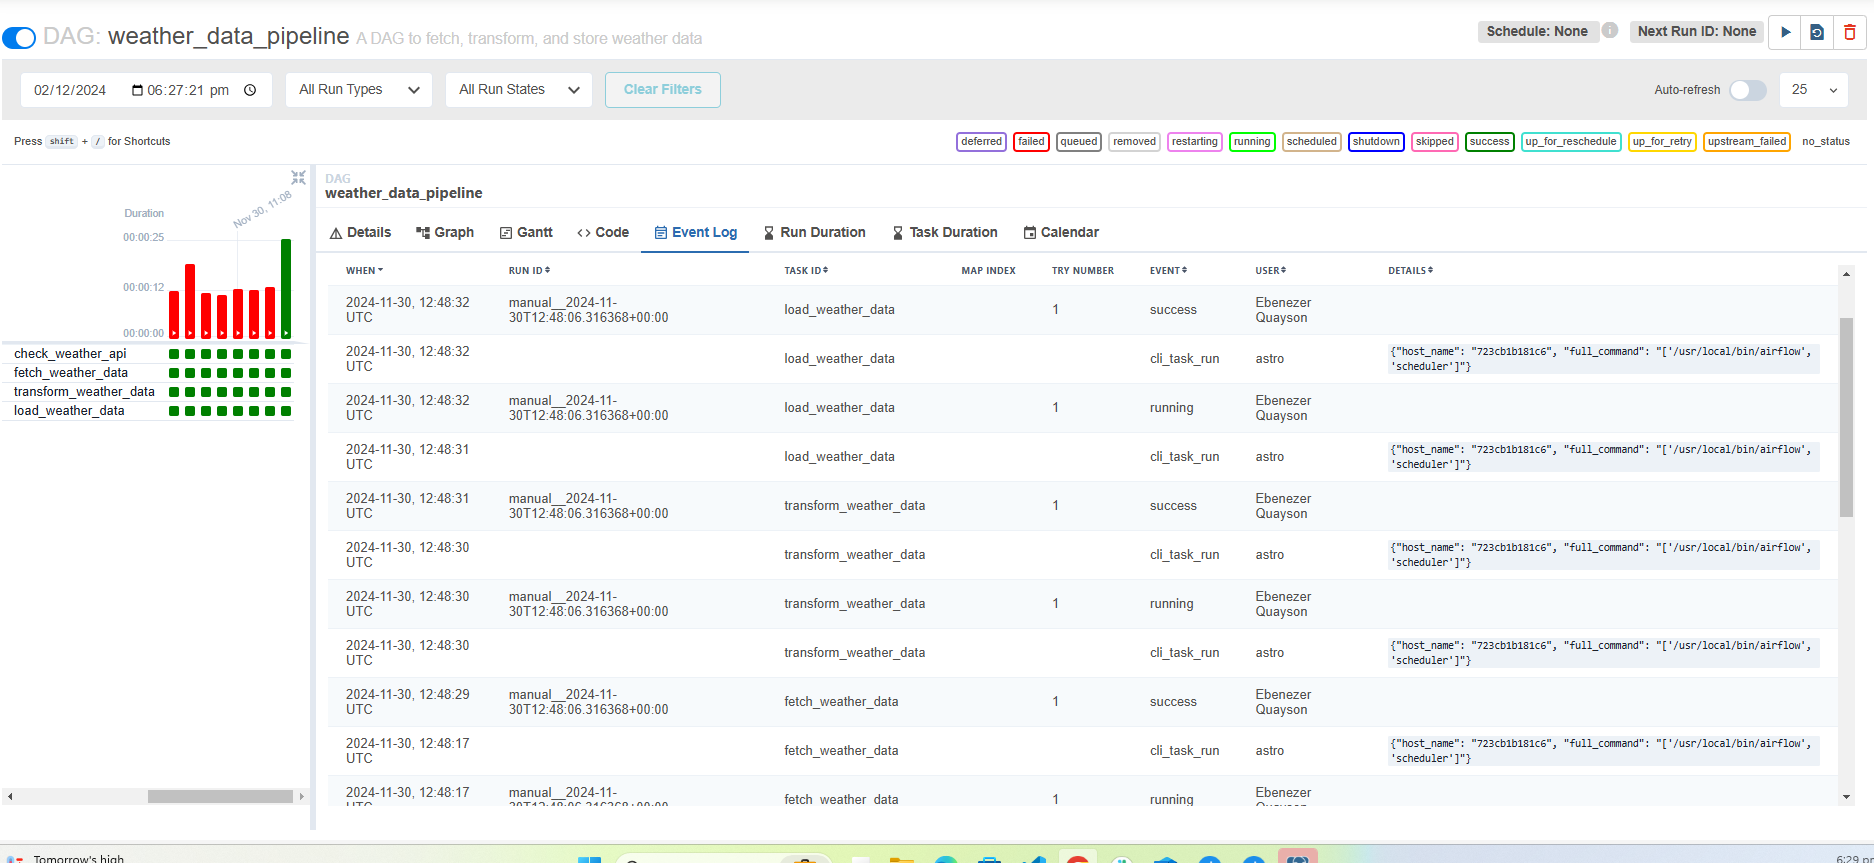 DAG: weather_data_pipeline A DAG to fetch, transform, and store weather data
Schedule: None
Next Run ID: None
02/12/2024 06:27:21 pm
All Run Types
All Run States
Clear Filters
Auto-refresh
25
Press shift + / for Shortcuts
deferred failed queued removed restarting running scheduled shutdown skipped success up_for_reschedule up_for_retry upstream_failed no_status
Duration
Nov 30, 11:08
00:00:25
00:00:12
00:00:00
check_weather_api
fetch_weather_data
transform_weather_data
load_weather_data
DAG
weather_data_pipeline
Details Graph Gantt Code Event Log Run Duration Task Duration Calendar
WHEN RUN ID TASK ID MAP INDEX TRY NUMBER EVENT USER DETAILS
2024-11-30, 12:48:32 manual__2024-11- load_weather_data 1 success Ebenezer
UTC 30T12:48:06.316368+00:00 Quayson
2024-11-30, 12:48:32 load_weather_data cli_task_run astro {"host_name": "723cb1b181c6", "full_command": "['/usr/local/bin/airflow',
UTC 'scheduler']"}
2024-11-30, 12:48:32 manual__2024-11- load_weather_data 1 running Ebenezer
UTC 30T12:48:06.316368+00:00 Quayson
2024-11-30, 12:48:31 load_weather_data cli_task_run astro {"host_name": "723cb1b181c6", "full_command": "['/usr/local/bin/airflow',
UTC 'scheduler']"}
2024-11-30, 12:48:31 manual__2024-11- transform_weather_data 1 success Ebenezer
UTC 30T12:48:06.316368+00:00 Quayson
2024-11-30, 12:48:30 transform_weather_data cli_task_run astro {"host_name": "723cb1b181c6", "full_command": "['/usr/local/bin/airflow',
UTC 'scheduler']"}
2024-11-30, 12:48:30 manual__2024-11- transform_weather_data 1 running Ebenezer
UTC 30T12:48:06.316368+00:00 Quayson
2024-11-30, 12:48:30 transform_weather_data cli_task_run astro {"host_name": "723cb1b181c6", "full_command": "['/usr/local/bin/airflow',
UTC 'scheduler']"}
2024-11-30, 12:48:29 manual__2024-11- fetch_weather_data 1 success Ebenezer
UTC 30T12:48:06.316368+00:00 Quayson
2024-11-30, 12:48:17 fetch_weather_data cli_task_run astro {"host_name": "723cb1b181c6", "full_command": "['/usr/local/bin/airflow',
UTC 'scheduler']"}
2024-11-30, 12:48:17 manual__2024-11- fetch_weather_data 1 running Ebenezer
UTC 30T12:48:06.316368+00:00 Quayson
Tomorrow's high
6:29 pm